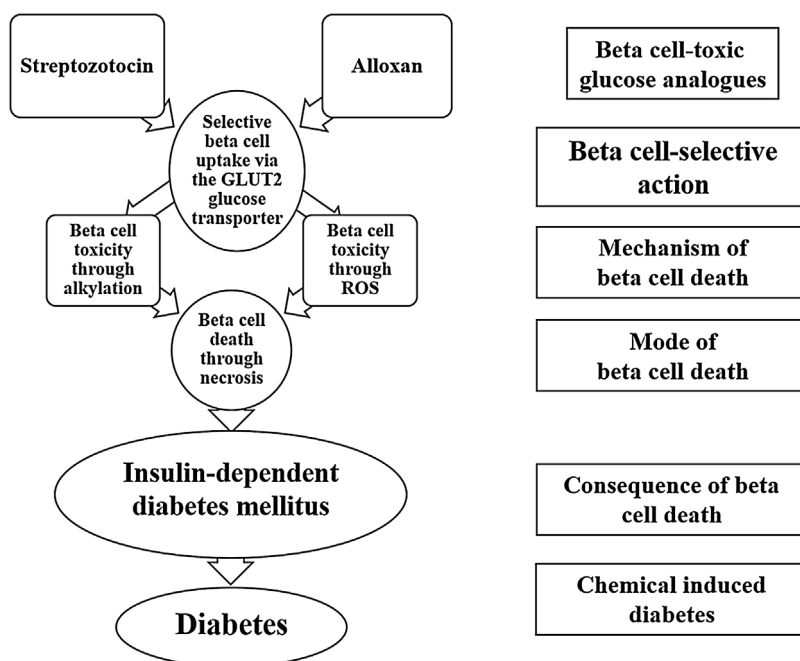 Streptozotocin
Alloxan
Beta cell-toxic
glucose analogues
Selective
beta cell
uptake via
the GLUT2
glucose
transporter
Beta cell-selective
action
Beta cell
toxicity
through
alkylation
Beta cell
toxicity
through
ROS
Mechanism of
beta cell death
Beta cell
death
through
necrosis
Mode of
beta cell death
Insulin-dependent
diabetes mellitus
Consequence of beta
cell death
Diabetes
Chemical induced
diabetes